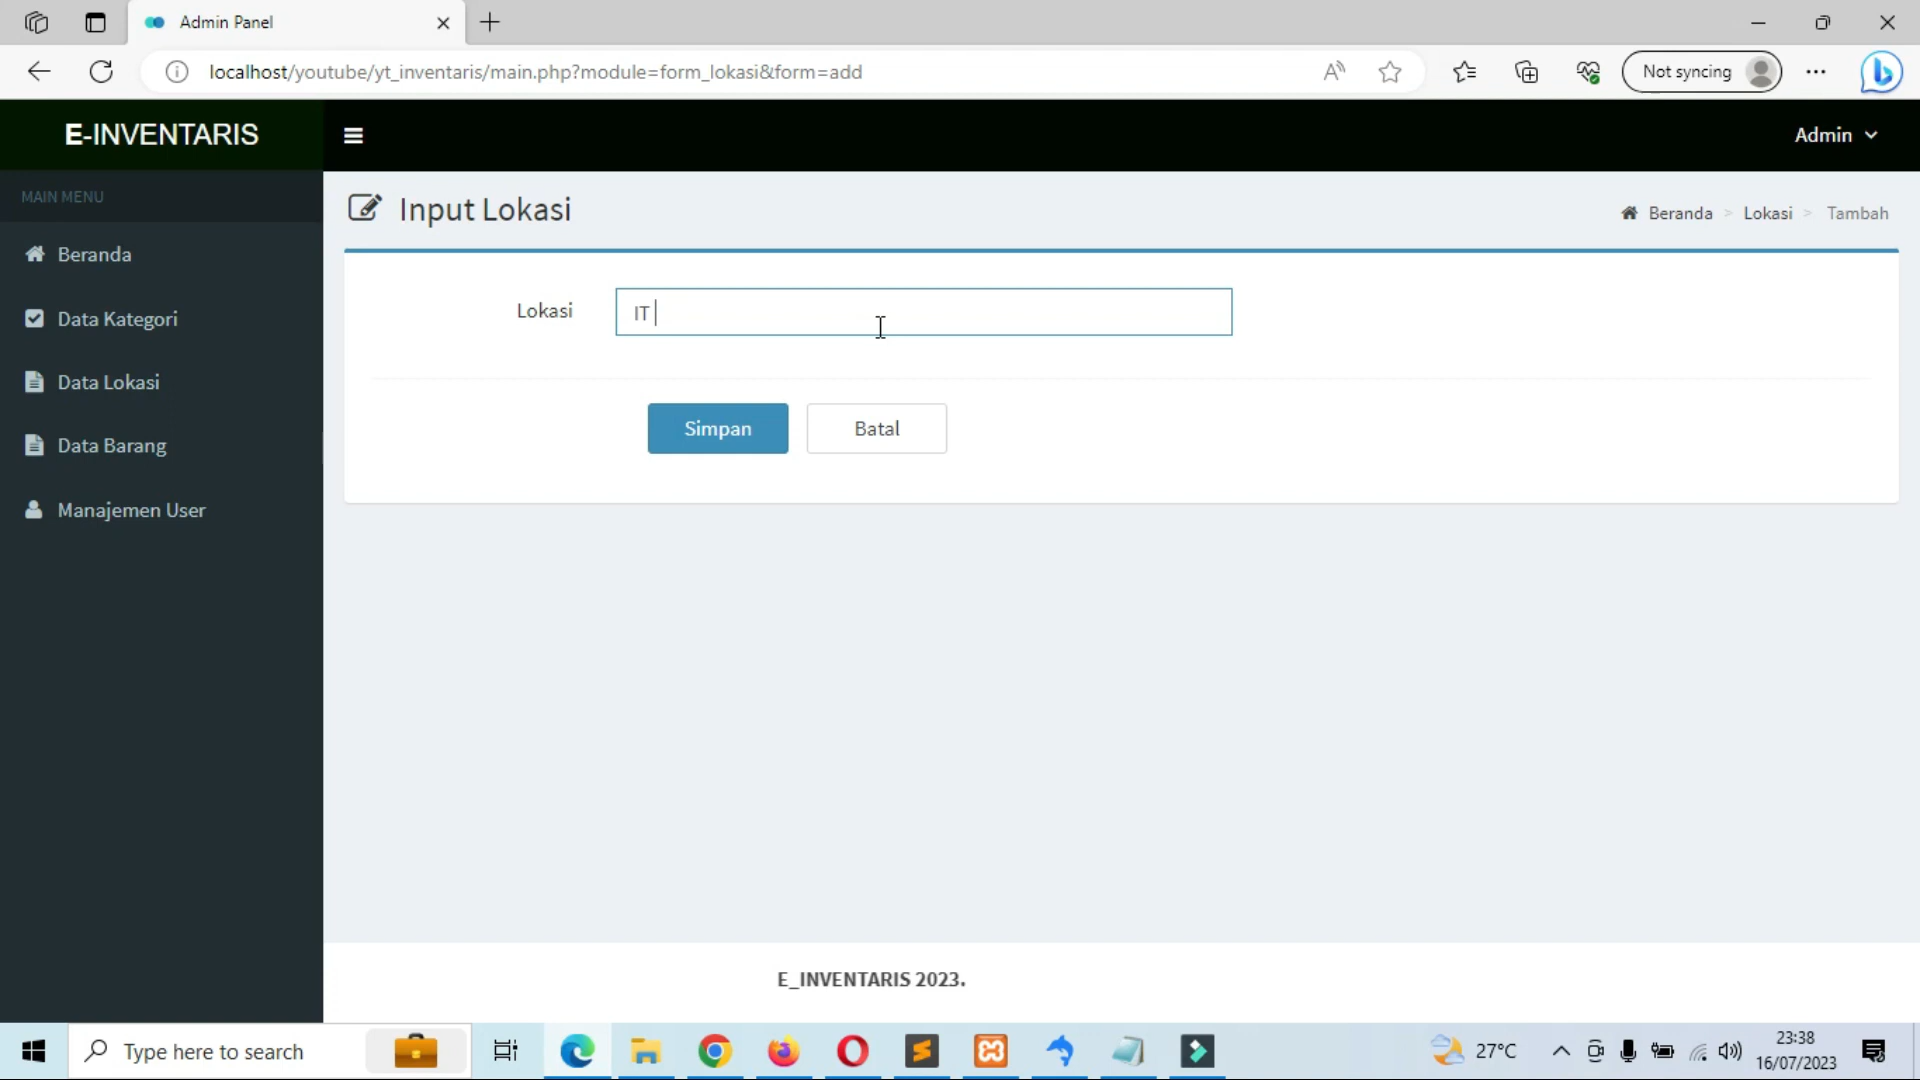 Admin Panel
localhost/youtube/yt_inventaris/main.php?module=form_lokasi&form=add
Not syncing
E-INVENTARIS
Admin
MAIN MENU
Beranda
Data Kategori
Data Lokasi
Data Barang
Manajemen User
Input Lokasi
Beranda > Lokasi > Tambah
Lokasi
IT
Simpan
Batal
E_INVENTARIS 2023.
Type here to search
27°C
23:38
16/07/2023